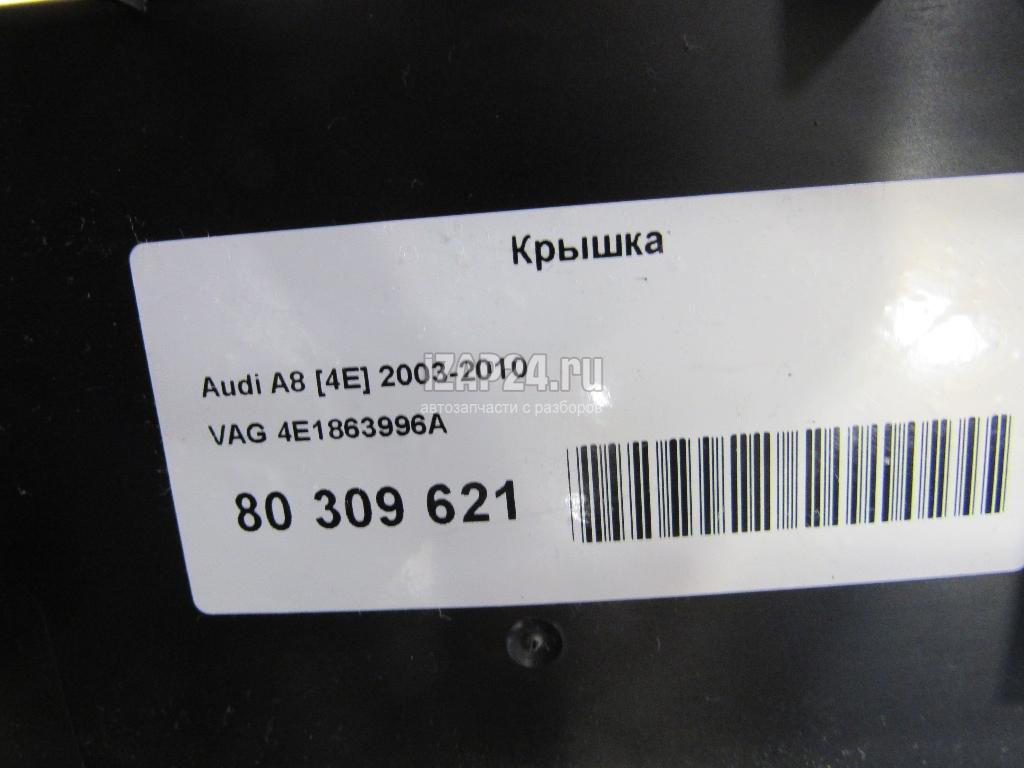 Крышка
Audi A8 [4E] 2003-2010
iZAP24.ru
автозапчасти с разборов
VAG 4E1863996A
80 309 621